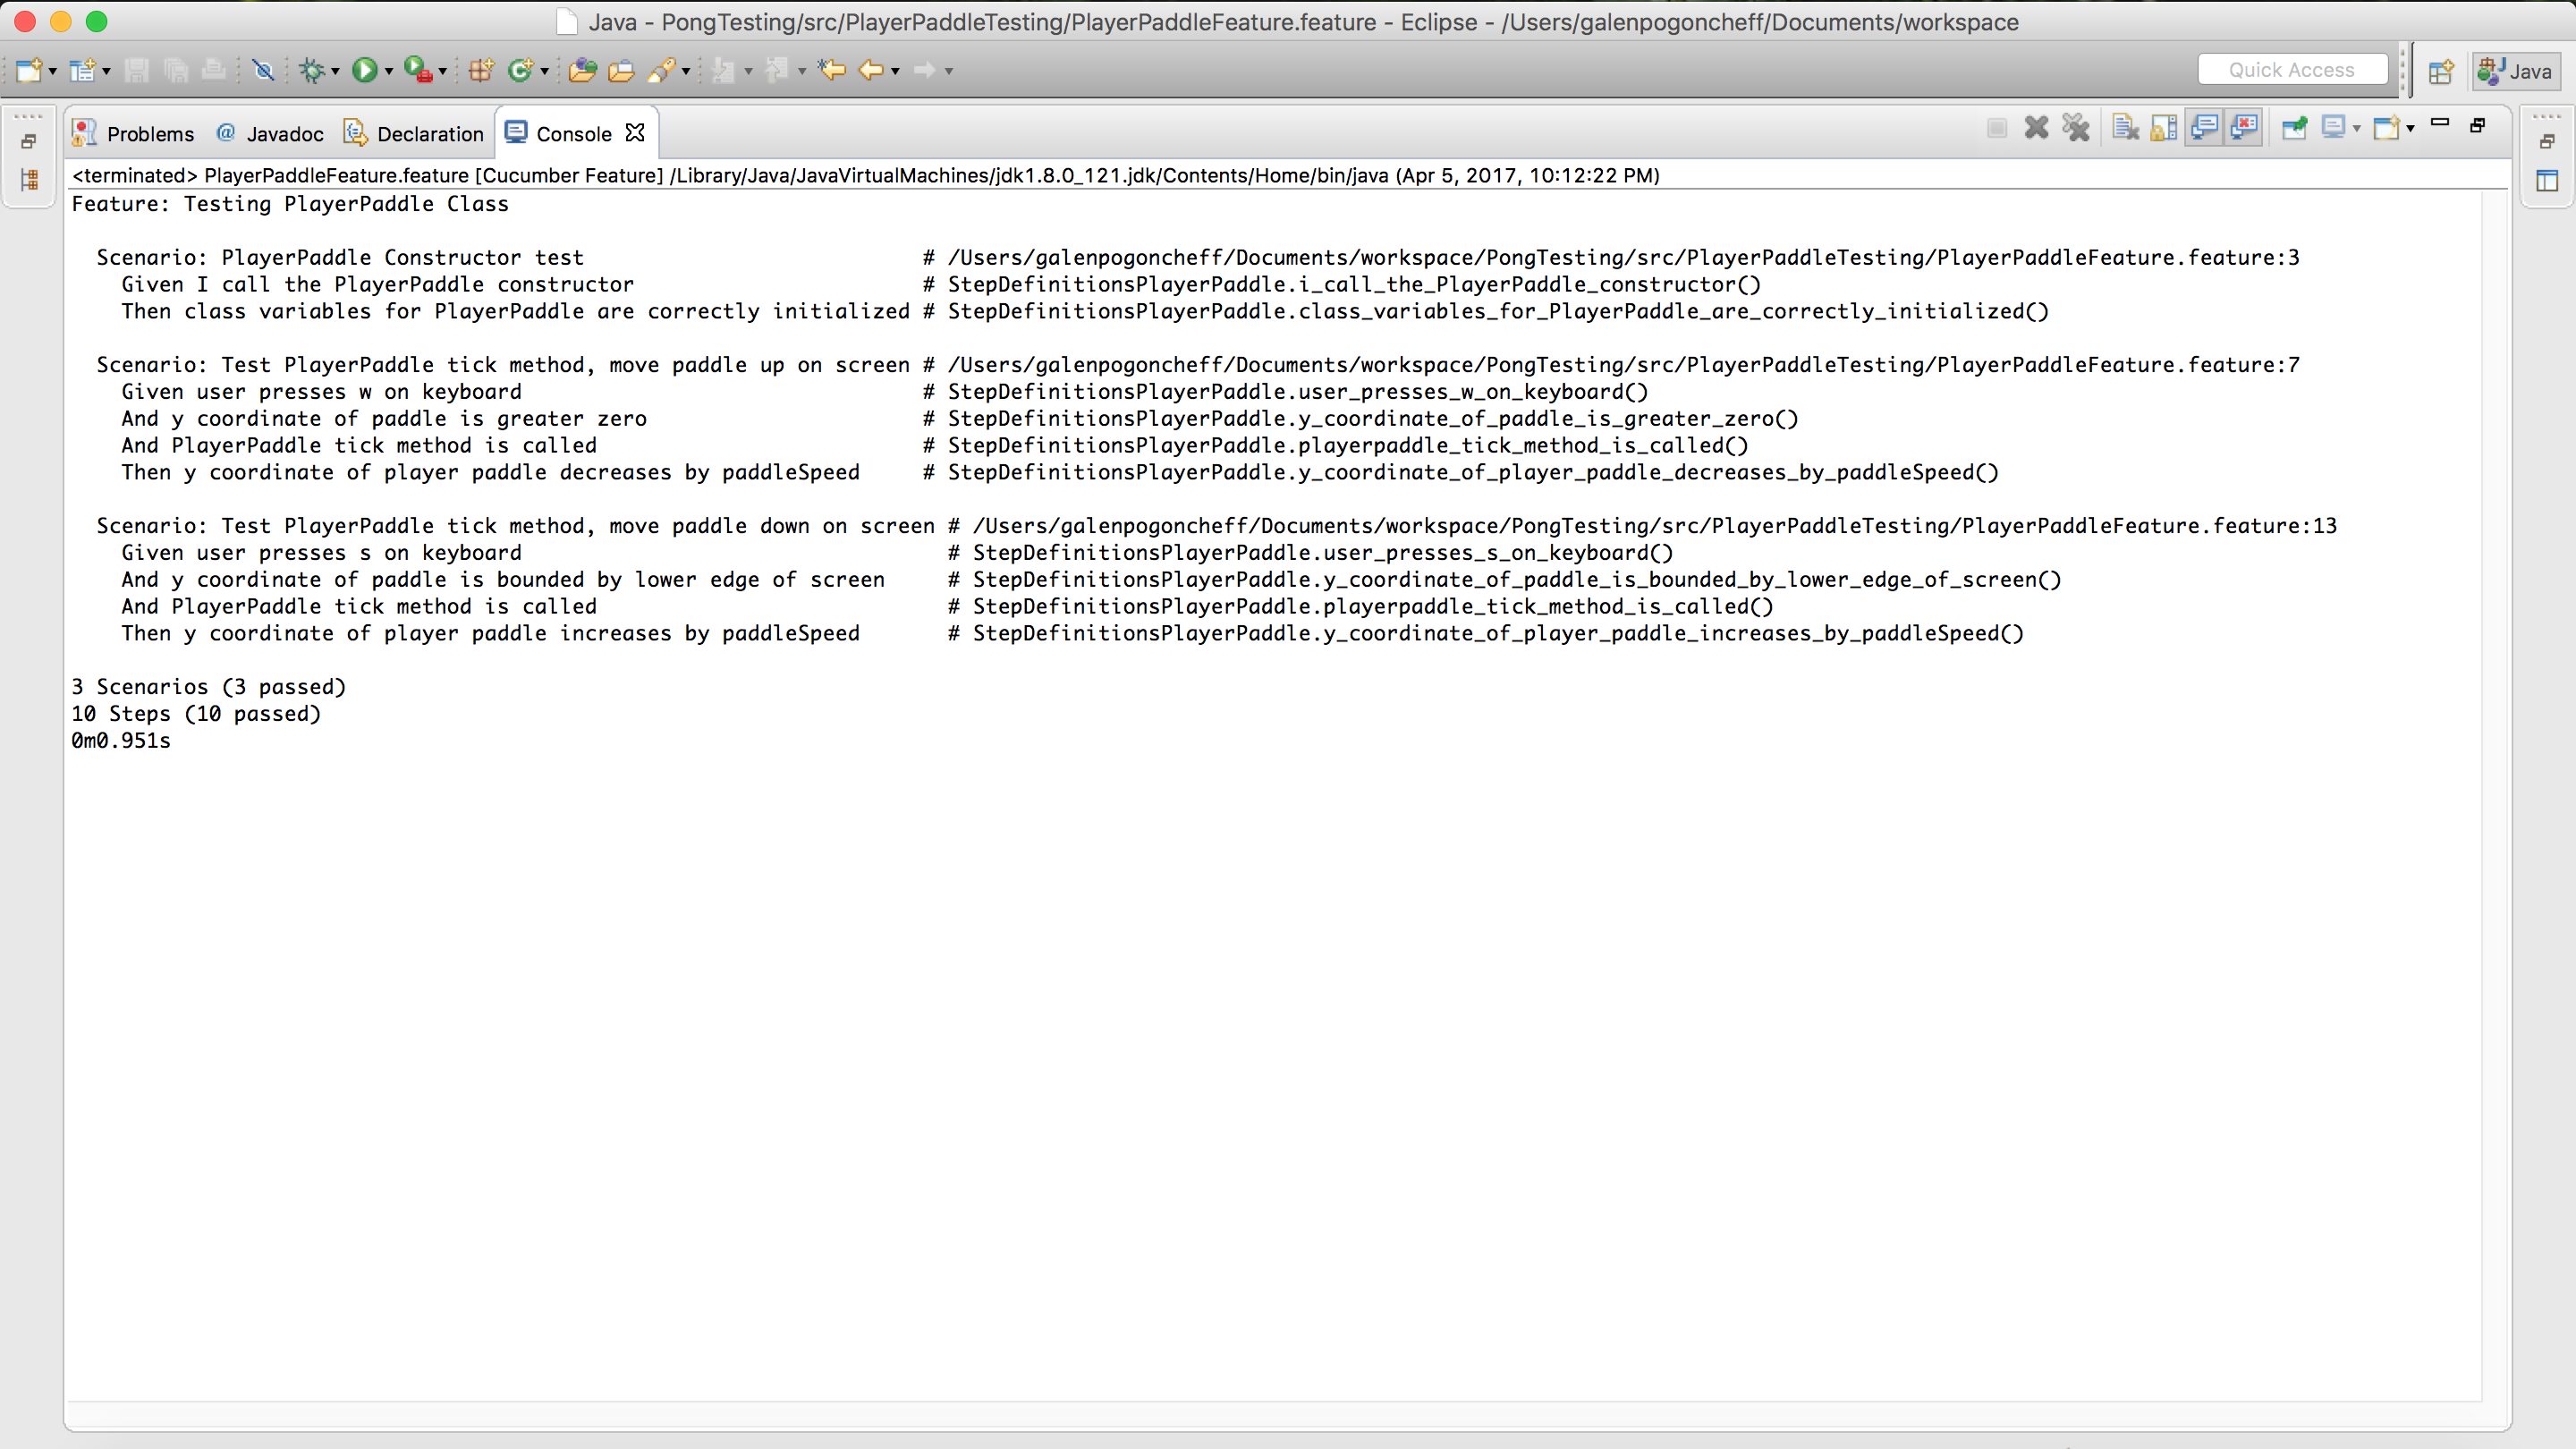 Java - PongTesting/src/PlayerPaddleTesting/PlayerPaddleFeature.feature - Eclipse - /Users/galenpogoncheff/Documents/workspace
Quick Access
Java
Problems @ Javadoc Declaration Console
<terminated> PlayerPaddleFeature.feature [Cucumber Feature] /Library/Java/JavaVirtualMachines/jdk1.8.0_121.jdk/Contents/Home/bin/java (Apr 5, 2017, 10:12:22 PM)
Feature: Testing PlayerPaddle Class
Scenario: PlayerPaddle Constructor test # /Users/galenpogoncheff/Documents/workspace/PongTesting/src/PlayerPaddleTesting/PlayerPaddleFeature.feature:3
Given I call the PlayerPaddle constructor # StepDefinitionsPlayerPaddle.i_call_the_PlayerPaddle_constructor()
Then class variables for PlayerPaddle are correctly initialized # StepDefinitionsPlayerPaddle.class_variables_for_PlayerPaddle_are_correctly_initialized()
Scenario: Test PlayerPaddle tick method, move paddle up on screen # /Users/galenpogoncheff/Documents/workspace/PongTesting/src/PlayerPaddleTesting/PlayerPaddleFeature.feature:7
Given user presses w on keyboard # StepDefinitionsPlayerPaddle.user_presses_w_on_keyboard()
And y coordinate of paddle is greater zero # StepDefinitionsPlayerPaddle.y_coordinate_of_paddle_is_greater_zero()
And PlayerPaddle tick method is called # StepDefinitionsPlayerPaddle.playerpaddle_tick_method_is_called()
Then y coordinate of player paddle decreases by paddleSpeed # StepDefinitionsPlayerPaddle.y_coordinate_of_player_paddle_decreases_by_paddleSpeed()
Scenario: Test PlayerPaddle tick method, move paddle down on screen # /Users/galenpogoncheff/Documents/workspace/PongTesting/src/PlayerPaddleTesting/PlayerPaddleFeature.feature:13
Given user presses s on keyboard # StepDefinitionsPlayerPaddle.user_presses_s_on_keyboard()
And y coordinate of paddle is bounded by lower edge of screen # StepDefinitionsPlayerPaddle.y_coordinate_of_paddle_is_bounded_by_lower_edge_of_screen()
And PlayerPaddle tick method is called # StepDefinitionsPlayerPaddle.playerpaddle_tick_method_is_called()
Then y coordinate of player paddle increases by paddleSpeed # StepDefinitionsPlayerPaddle.y_coordinate_of_player_paddle_increases_by_paddleSpeed()
3 Scenarios (3 passed)
10 Steps (10 passed)
0m0.951s